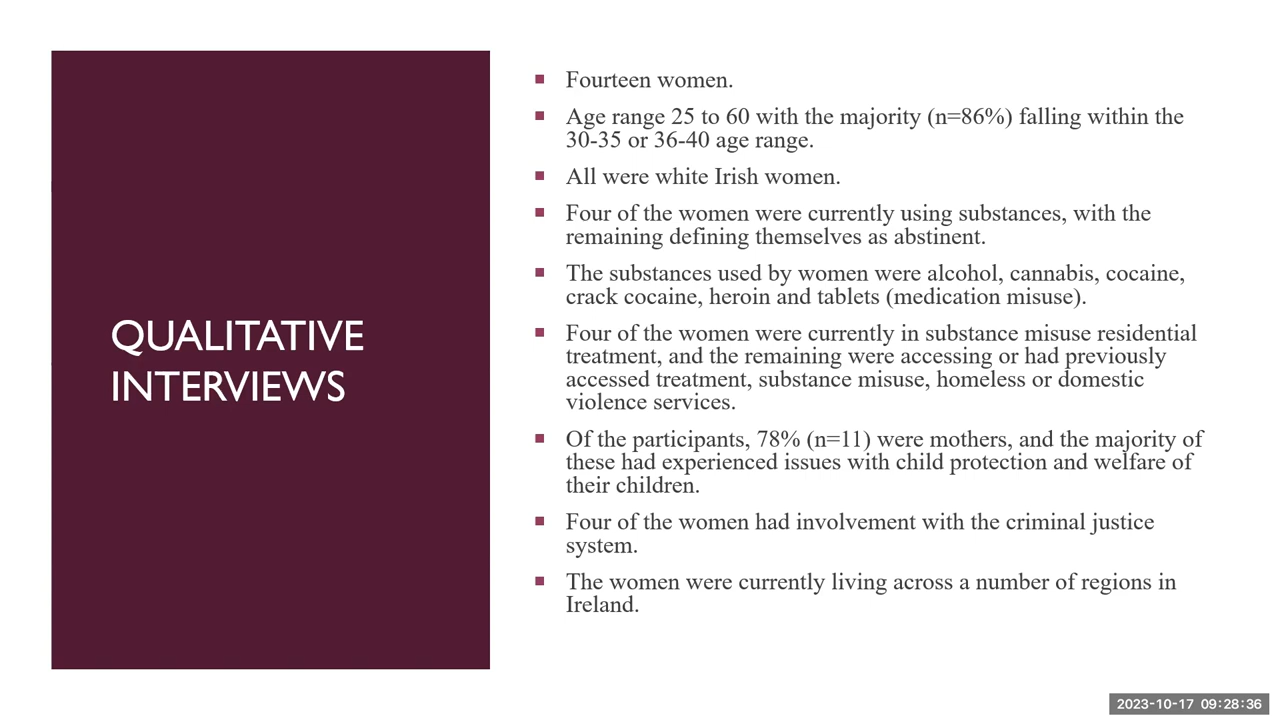 QUALITATIVE
INTERVIEWS
Fourteen women.
Age range 25 to 60 with the majority (n=86%) falling within the
30-35 or 36-40 age range.
All were white Irish women.
Four of the women were currently using substances, with the
remaining defining themselves as abstinent.
The substances used by women were alcohol, cannabis, cocaine,
crack cocaine, heroin and tablets (medication misuse).
Four of the women were currently in substance misuse residential
treatment, and the remaining were accessing or had previously
accessed treatment, substance misuse, homeless or domestic
violence services.
Of the participants, 78% (n=11) were mothers, and the majority of
these had experienced issues with child protection and welfare of
their children.
Four of the women had involvement with the criminal justice
system.
The women were currently living across a number of regions in
Ireland.
2023-10-17 09:28:36